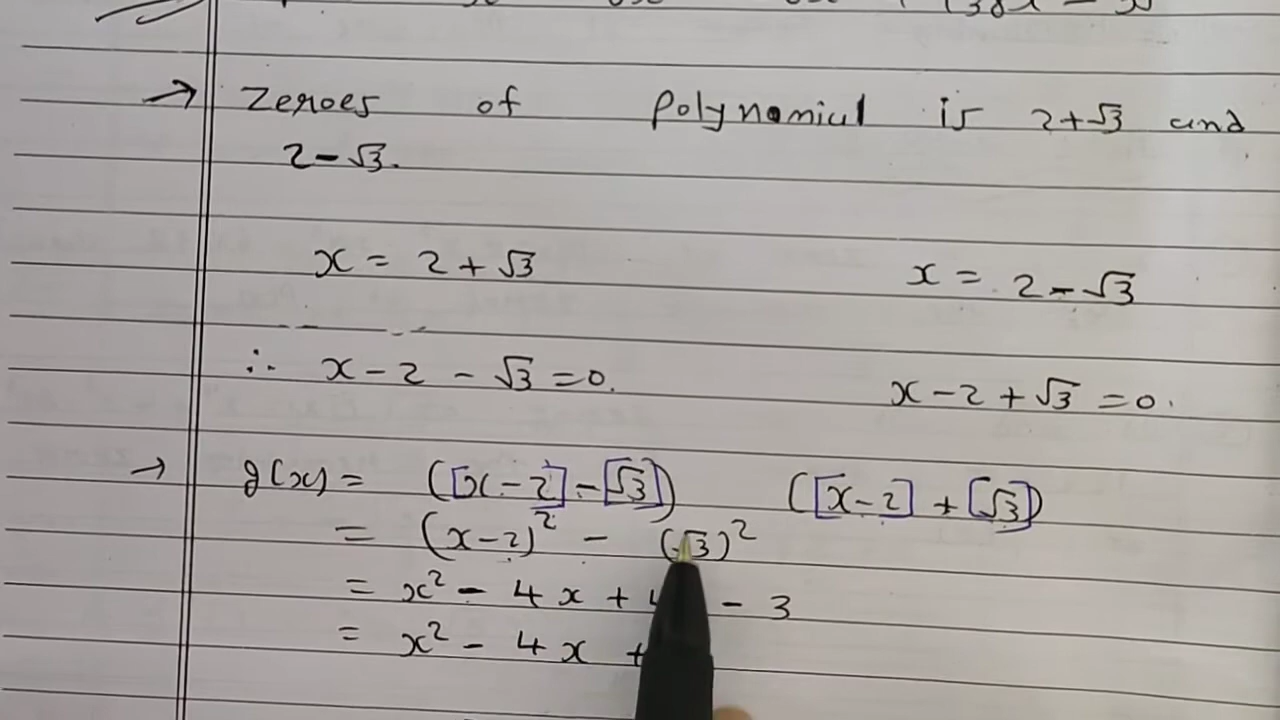 → Zeroes of Polynomial is 2+√3 and
2-√3.
x = 2 + √3 x = 2 - √3
∴ x - 2 - √3 = 0. x - 2 + √3 = 0.
→ g(x) = ([x-2] - [√3]) ([x-2] + [√3])
= (x-2)² - (√3)²
= x² - 4x + 4 - 3
= x² - 4x +